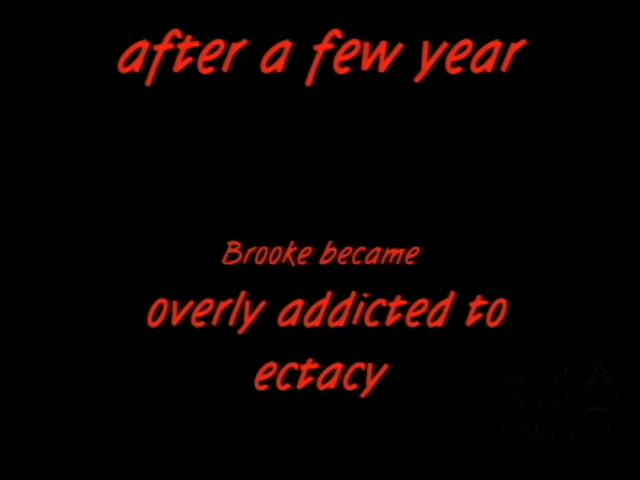 after a few year
Brooke became
overly addicted to
ectacy